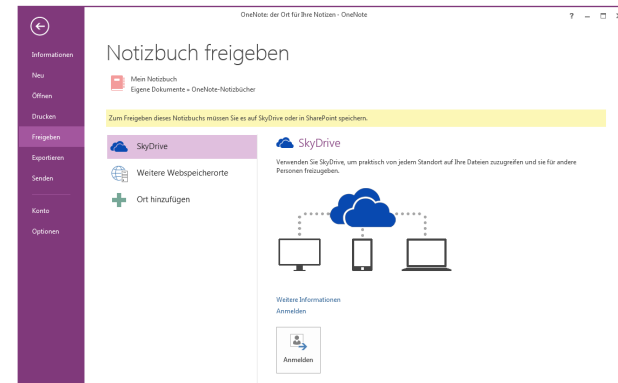 OneNote: der Ort für Ihre Notizen - OneNote
?
Informationen
Neu
Öffnen
Drucken
Freigeben
Exportieren
Senden
Konto
Optionen
Notizbuch freigeben
Mein Notizbuch
Eigene Dokumente » OneNote-Notizbücher
Zum Freigeben dieses Notizbuchs müssen Sie es auf SkyDrive oder in SharePoint speichern.
SkyDrive
Weitere Webspeicherorte
Ort hinzufügen
SkyDrive
Verwenden Sie SkyDrive, um praktisch von jedem Standort auf Ihre Dateien zuzugreifen und sie für andere
Personen freizugeben.
Weitere Informationen
Anmelden
Anmelden